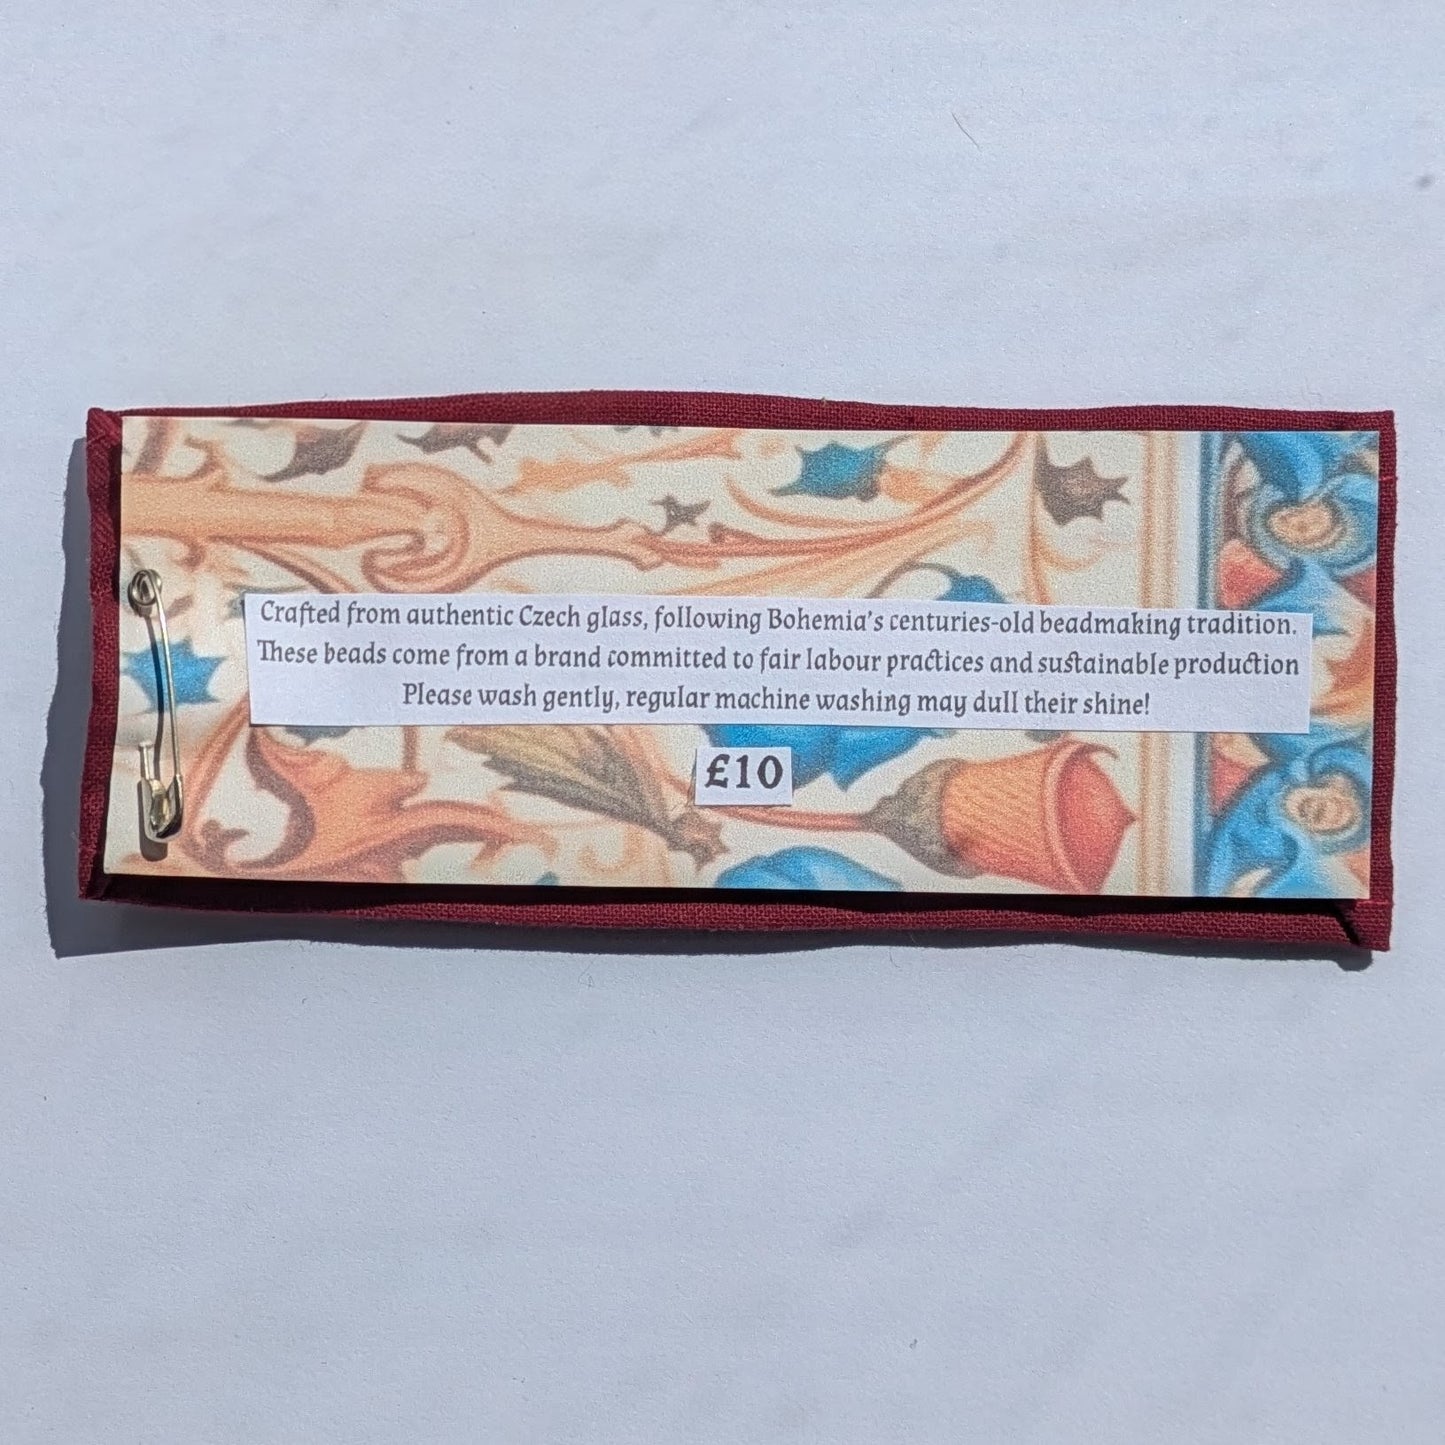 Crafted from authentic Czech glass, following Bohemia's centuries-old beadmaking tradition.
These beads come from a brand committed to fair labour practices and sustainable production
Please wash gently, regular machine washing may dull their shine!
£10